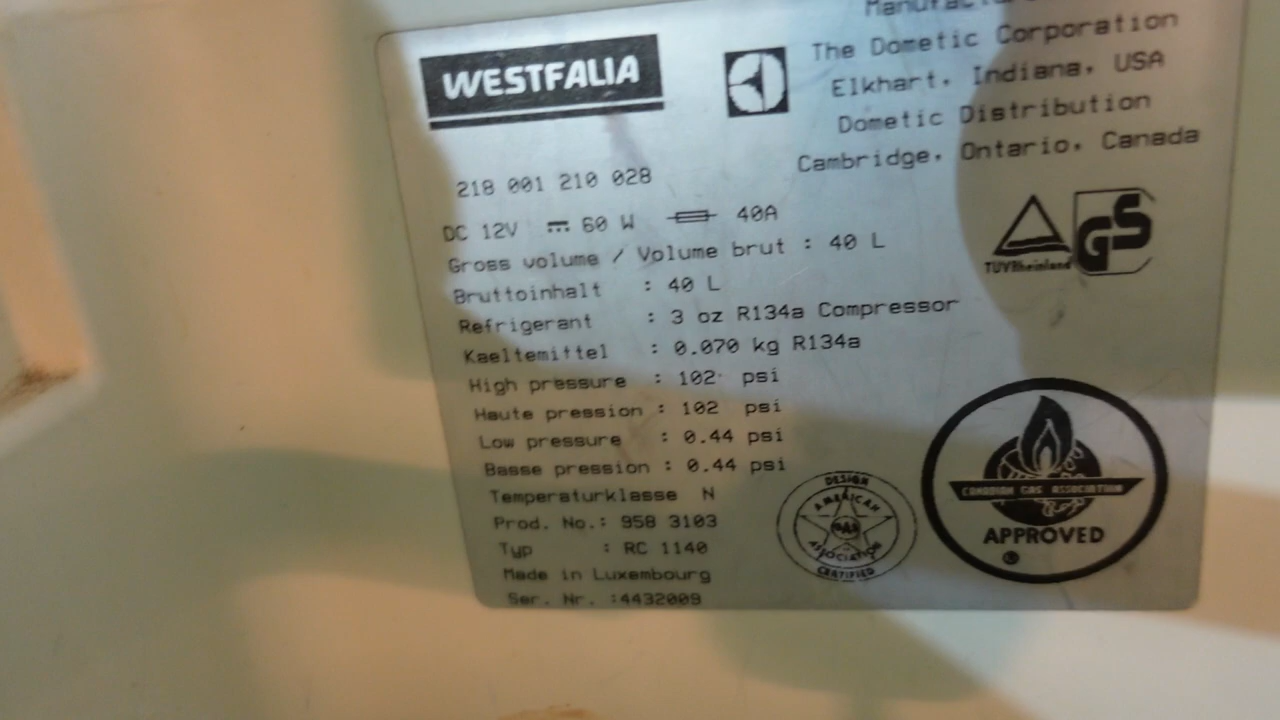 WESTFALIA
The Dometic Corporation
Elkhart, Indiana, USA
Dometic Distribution
Cambridge, Ontario, Canada
218 001 210 028
DC 12V 60 W 40A
Gross volume / Volume brut : 40 L
Bruttoinhalt : 40 L
Refrigerant : 3 oz R134a Compressor
Kaeltemittel : 0.070 kg R134a
High pressure : 102 psi
Haute pression : 102 psi
Low pressure : 0.44 psi
Basse pression : 0.44 psi
Temperaturklasse N
Prod. No.: 958 3103
Typ : RC 1140
Made in Luxembourg
Ser. Nr. :4432009
TÜVRheinland
GS
DESIGN
AMERICAN
GAS
ASSOCIATION
CERTIFIED
CANADIAN GAS ASSOCIATION
APPROVED
®